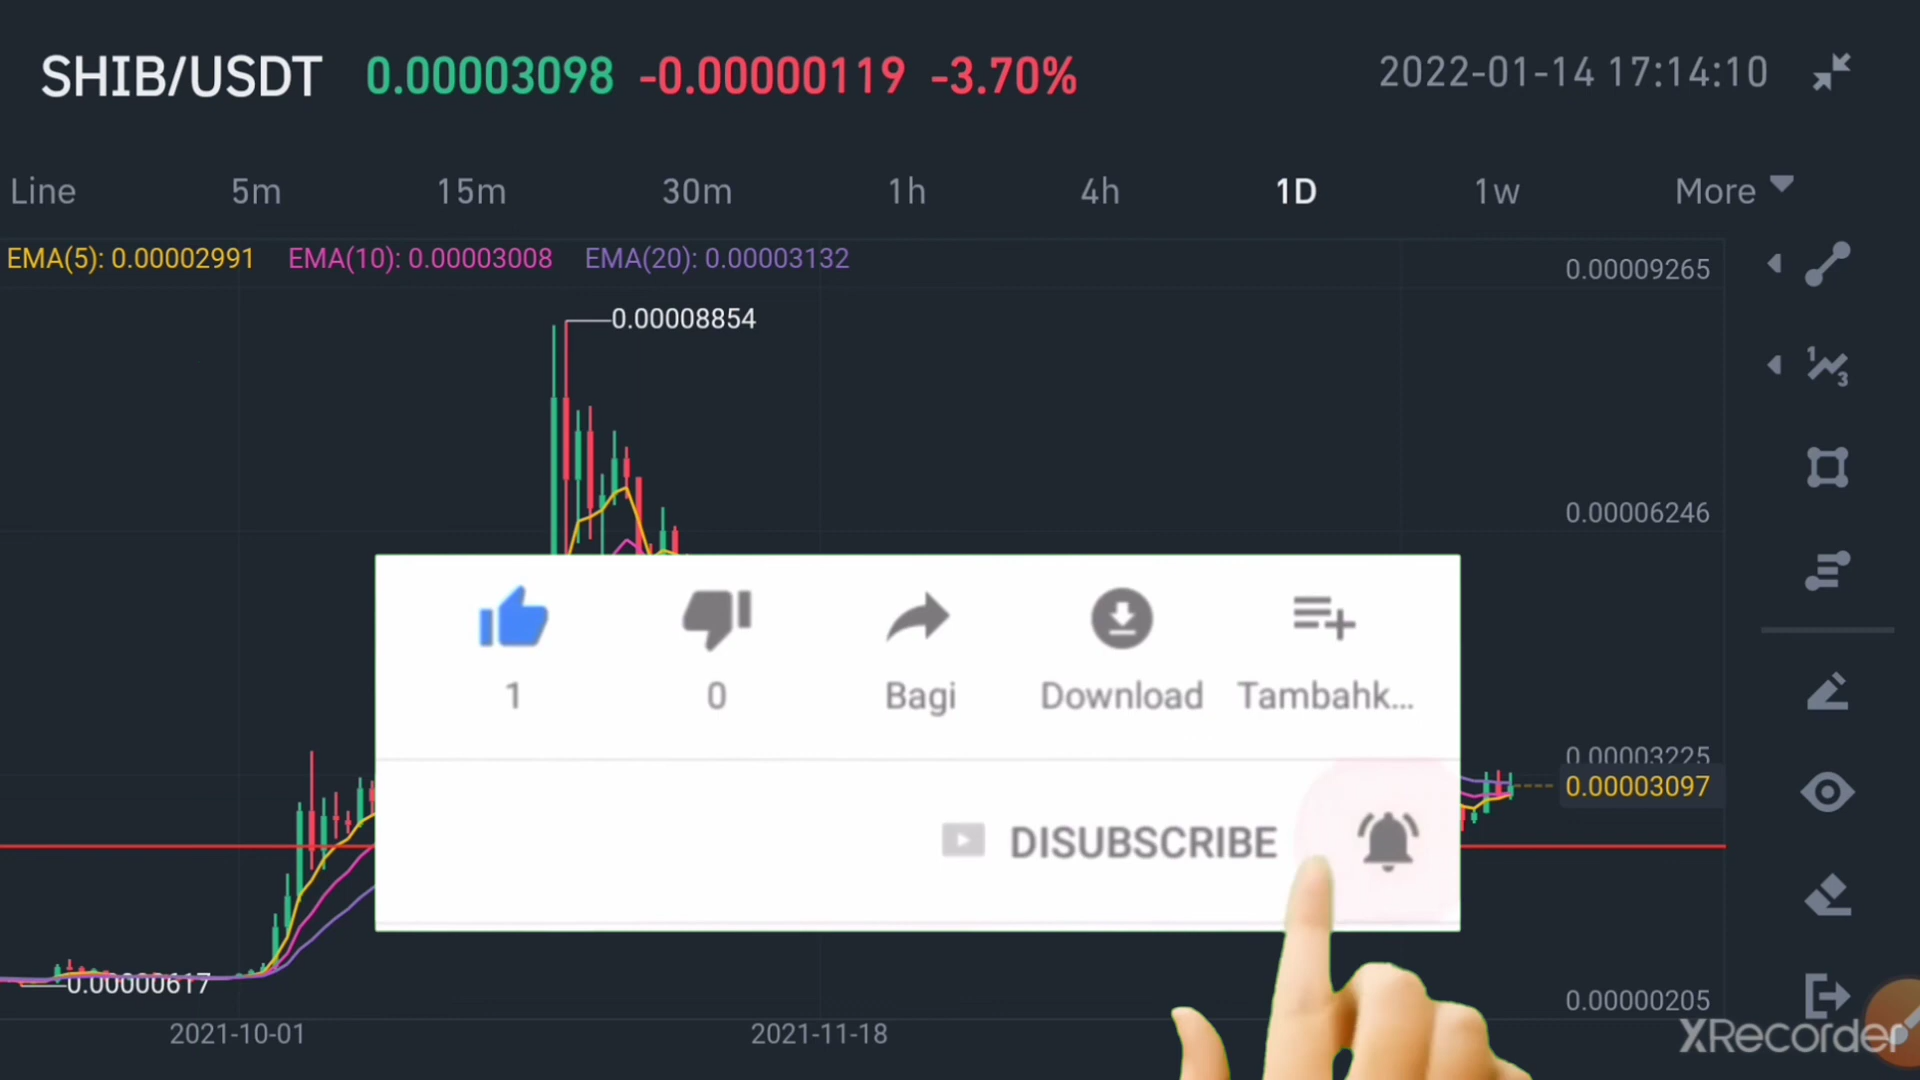 SHIB/USDT 0.00003098 -0.00000119 -3.70% 2022-01-14 17:14:10
Line 5m 15m 30m 1h 4h 1D 1w More
EMA(5): 0.00002991 EMA(10): 0.00003008 EMA(20): 0.00003132
0.00009265
0.00008854
1 3
0.00006246
1 0 Bagi Download Tambahk...
0.00003225
0.00003097
DISUBSCRIBE
0.00000617
0.00000205
2021-10-01 2021-11-18
XRecorder